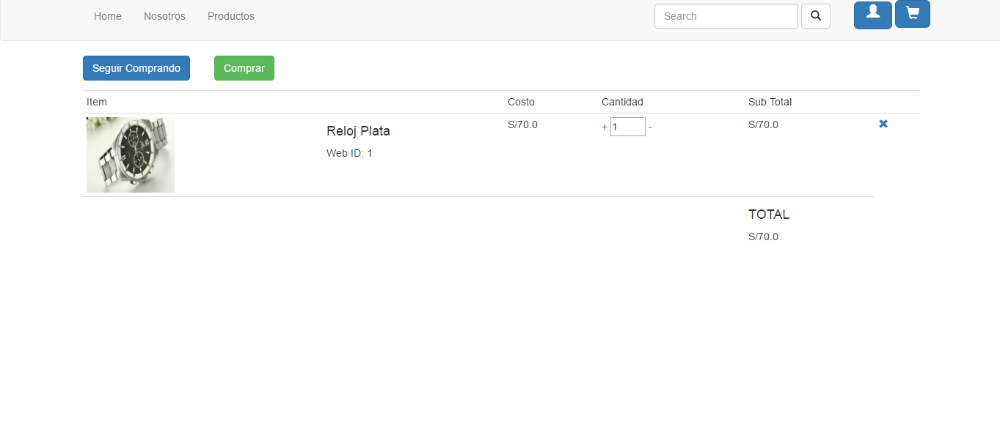 Home Nosotros Productos Search
Seguir Comprando Comprar
Item Costo Cantidad Sub Total
Reloj Plata S/70.0 + 1 - S/70.0
Web ID: 1
TOTAL
S/70.0